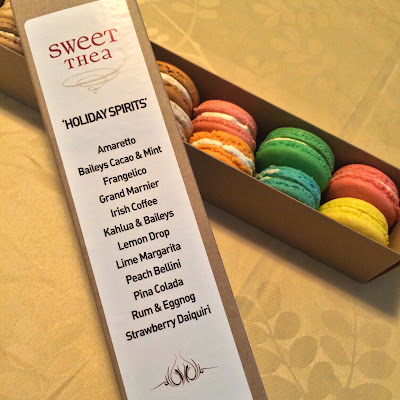 SWEET
THea
'HOLIDAY SPIRITS'
Amaretto
Baileys Cacao & Mint
Frangelico
Grand Marnier
Irish Coffee
Kahlua & Baileys
Lemon Drop
Lime Margarita
Peach Bellini
Pina Colada
Rum & Eggnog
Strawberry Daiquiri